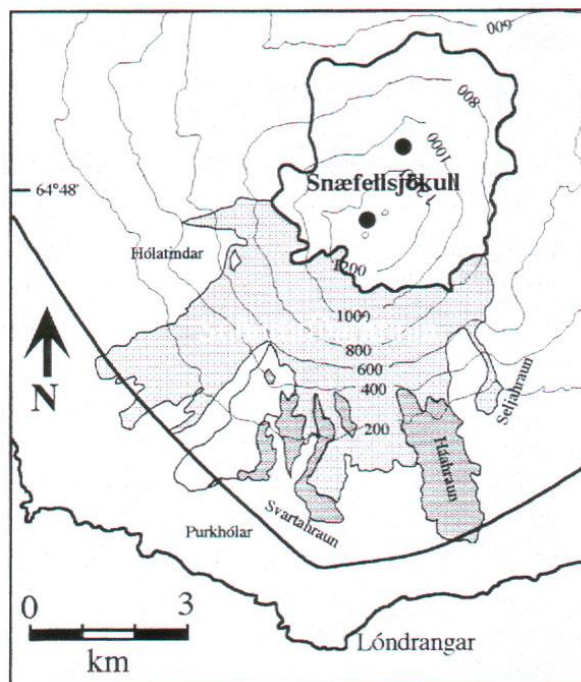 600
800
1000
Snæfellsjökull
64°48'
Hólatindar
1200
1000
800
600
400
200
N
Seljahraun
Háahraun
Svartahraun
Purkhólar
0 3
km
Lóndrangar